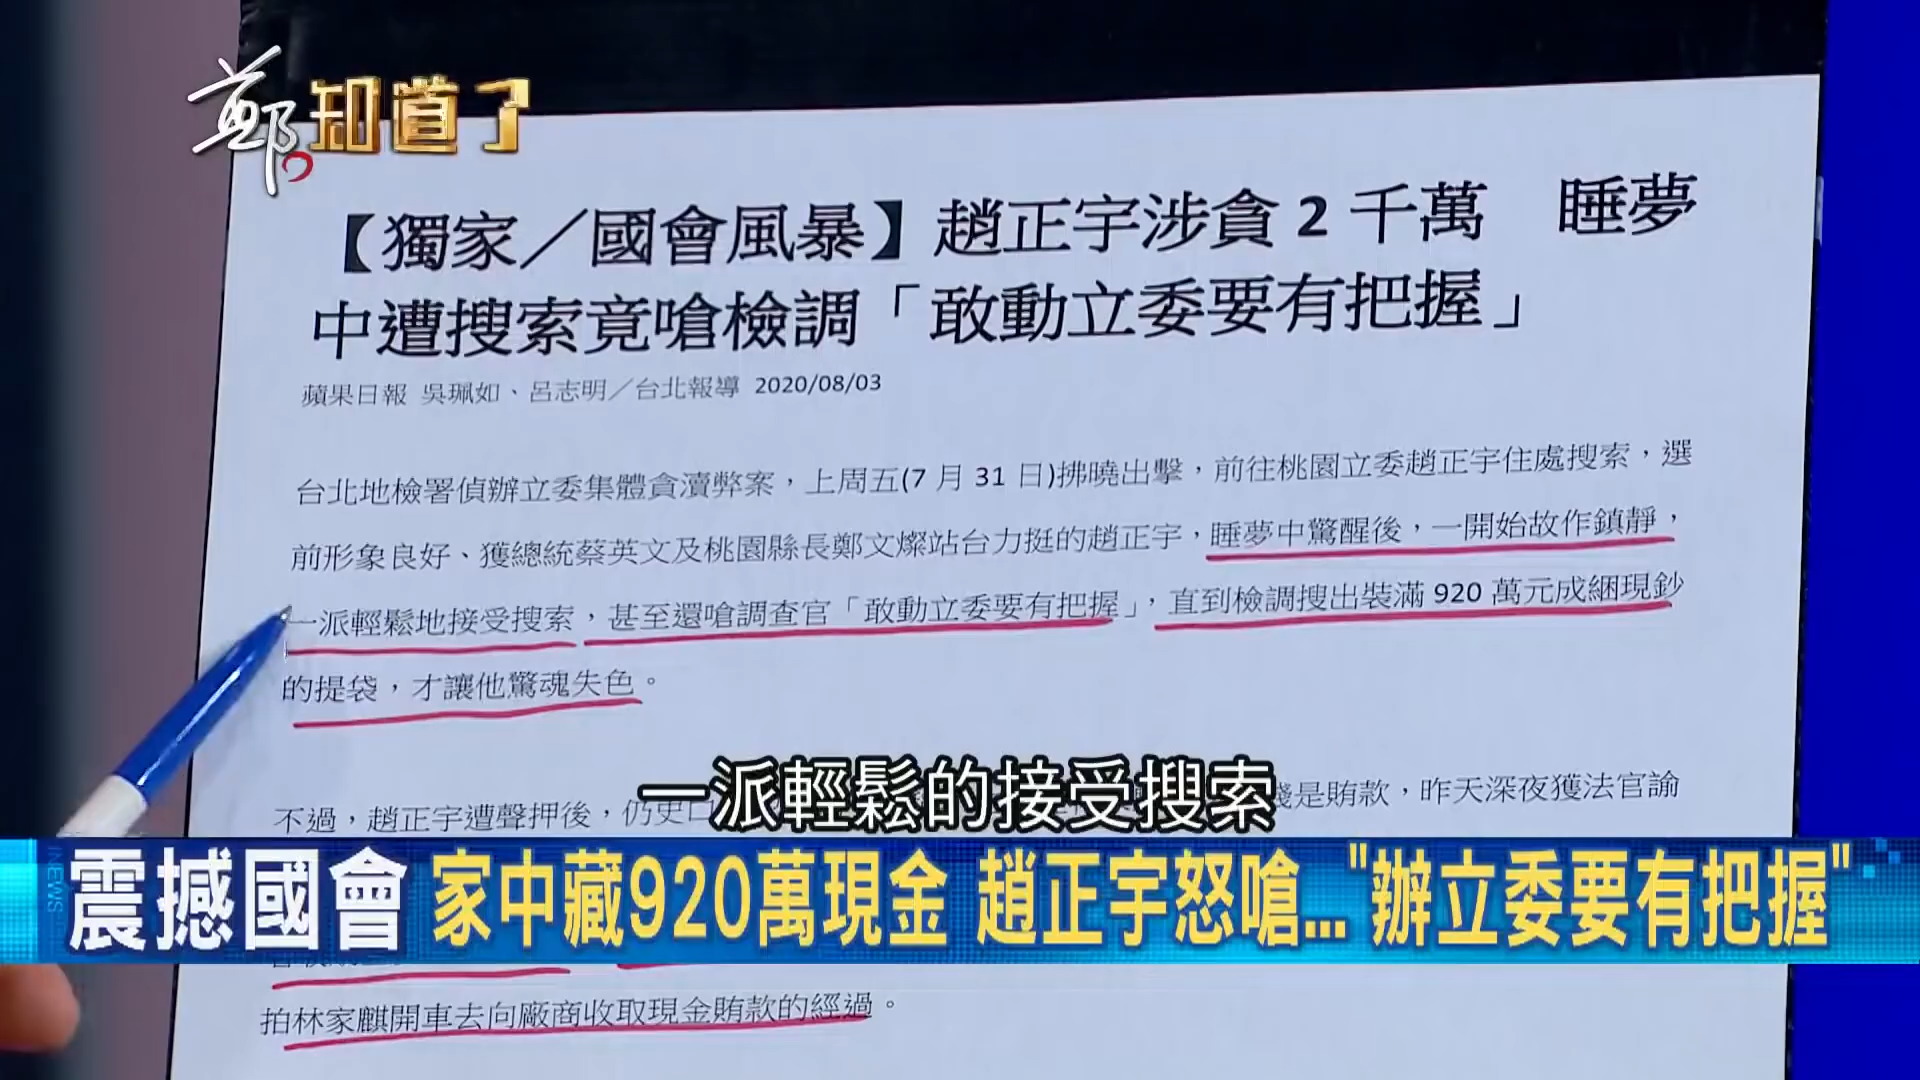 鄭知道了
【獨家／國會風暴】趙正宇涉貪2千萬　睡夢
中遭搜索竟嗆檢調「敢動立委要有把握」
蘋果日報 吳珮如、呂志明／台北報導 2020/08/03
台北地檢署偵辦立委集體貪瀆弊案，上周五(7月31日)拂曉出擊，前往桃園立委趙正宇住處搜索，選
前形象良好、獲總統蔡英文及桃園縣長鄭文燦站台力挺的趙正宇，睡夢中驚醒後，一開始故作鎮靜，
一派輕鬆地接受搜索，甚至還嗆調查官「敢動立委要有把握」，直到檢調搜出裝滿920萬元成綑現鈔
的提袋，才讓他驚魂失色。
不過，趙正宇遭聲押後，仍矢口
錢是賄款，昨天深夜獲法官諭
一派輕鬆的接受搜索
iNEWS
震撼國會 家中藏920萬現金 趙正宇怒嗆..."辦立委要有把握"
拍林家麒開車去向廠商收取現金賄款的經過。